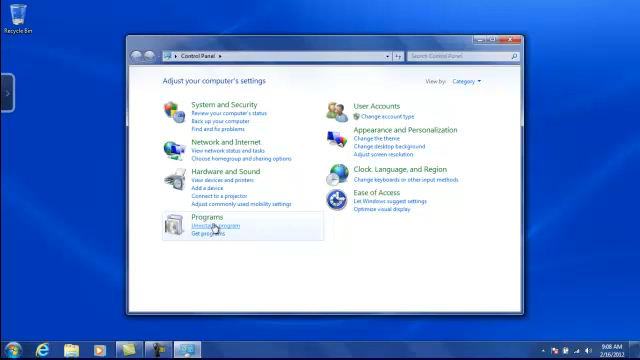 Recycle Bin
Control Panel
Search Control Panel
Adjust your computer's settings
View by: Category
System and Security
Review your computer's status
Back up your computer
Find and fix problems
Network and Internet
View network status and tasks
Choose homegroup and sharing options
Hardware and Sound
View devices and printers
Add a device
Connect to a projector
Adjust commonly used mobility settings
Programs
Uninstall a program
Get programs
User Accounts
Change account type
Appearance and Personalization
Change the theme
Change desktop background
Adjust screen resolution
Clock, Language, and Region
Change keyboards or other input methods
Ease of Access
Let Windows suggest settings
Optimize visual display
9:08 AM
2/16/2012